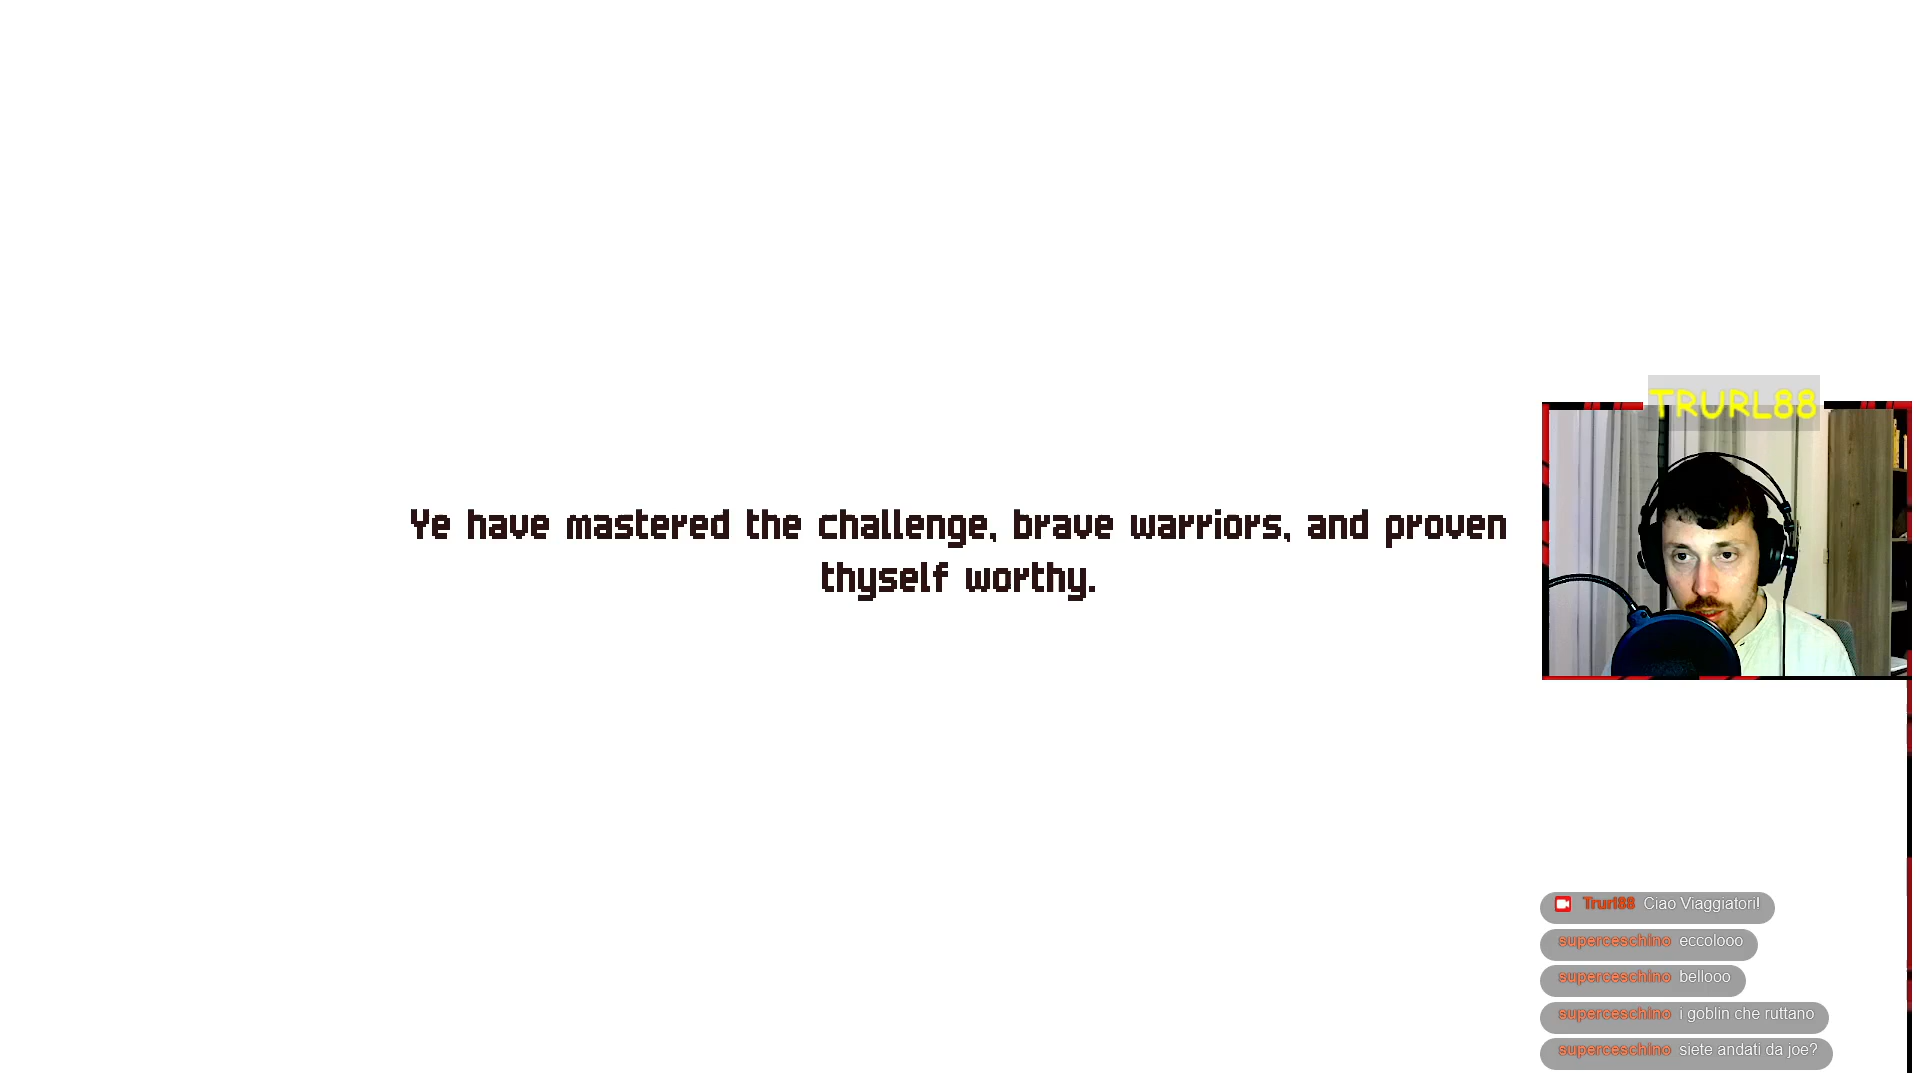 TRURL88
Ye have mastered the challenge, brave warriors, and proven
thyself worthy.
Trurl88 Ciao Viaggiatori!
superceschino eccolooo
superceschino bellooo
superceschino i goblin che ruttano
superceschino siete andati da joe?